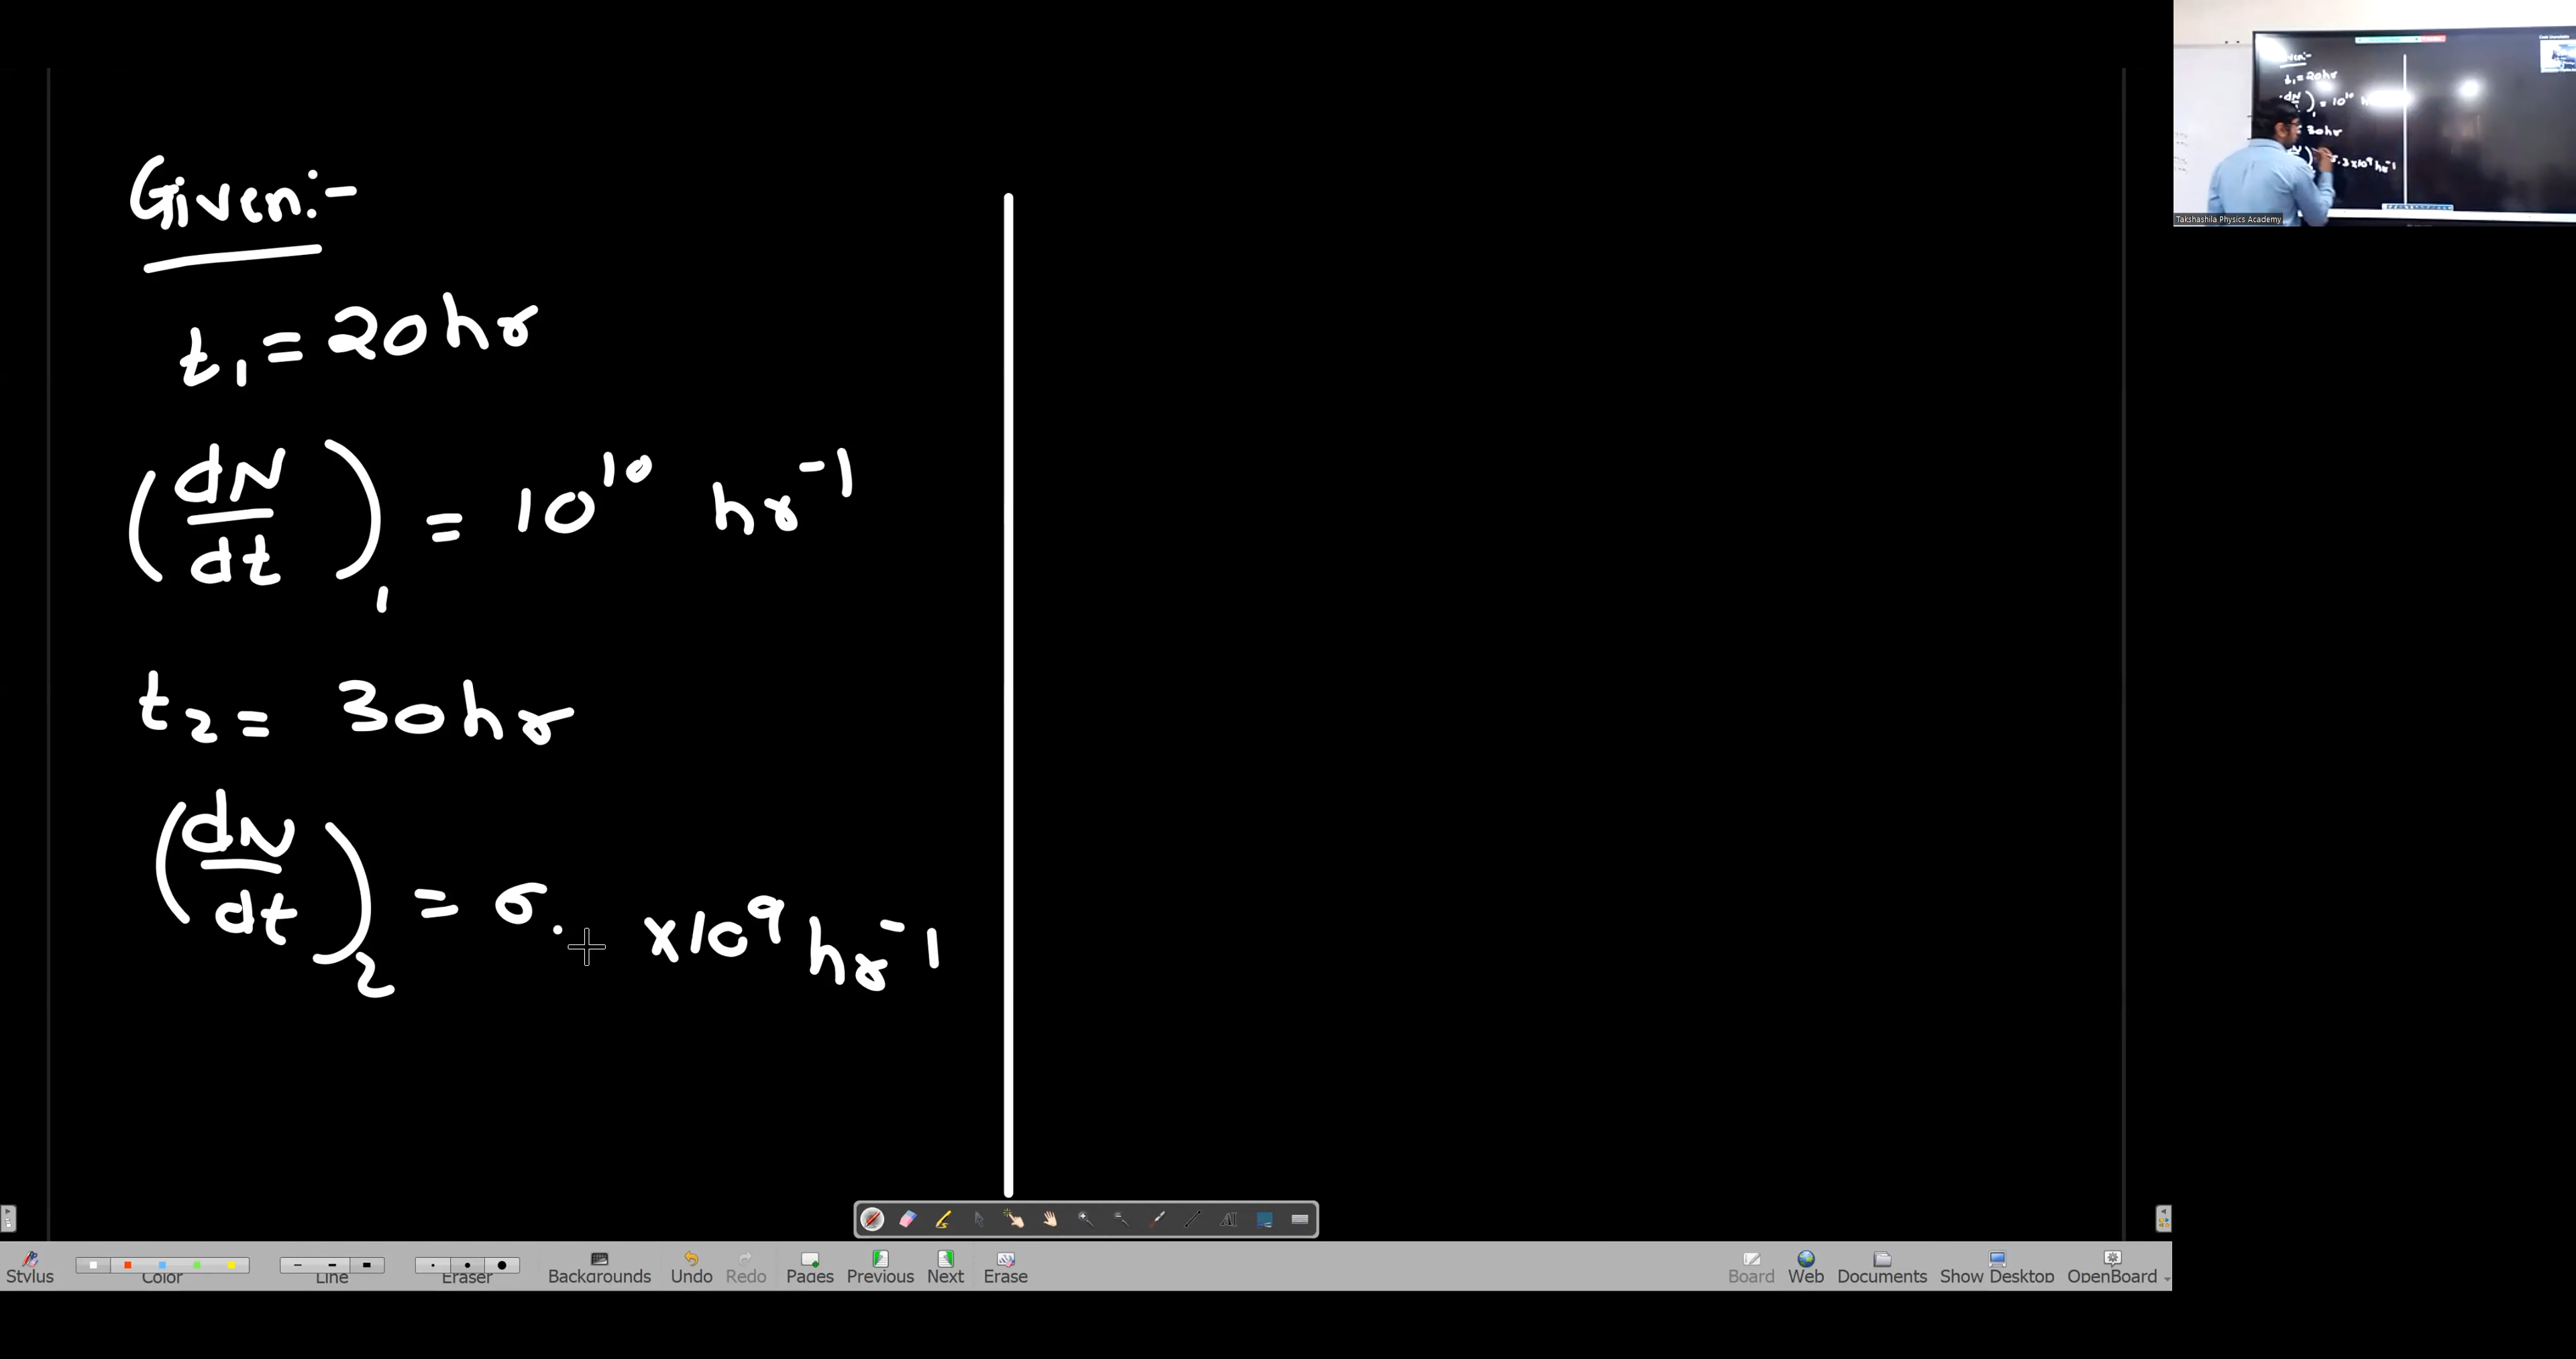 Given:-
t₁ = 20 hr
(dN/dt)₁ = 10¹⁰ hr⁻¹
t₂ = 30 hr
(dN/dt)₂ = 6. ×10⁹ hr⁻¹
Takshashila Physics Academy
Stylus Color Line Eraser Backgrounds Undo Redo Pages Previous Next Erase Board Web Documents Show Desktop OpenBoard